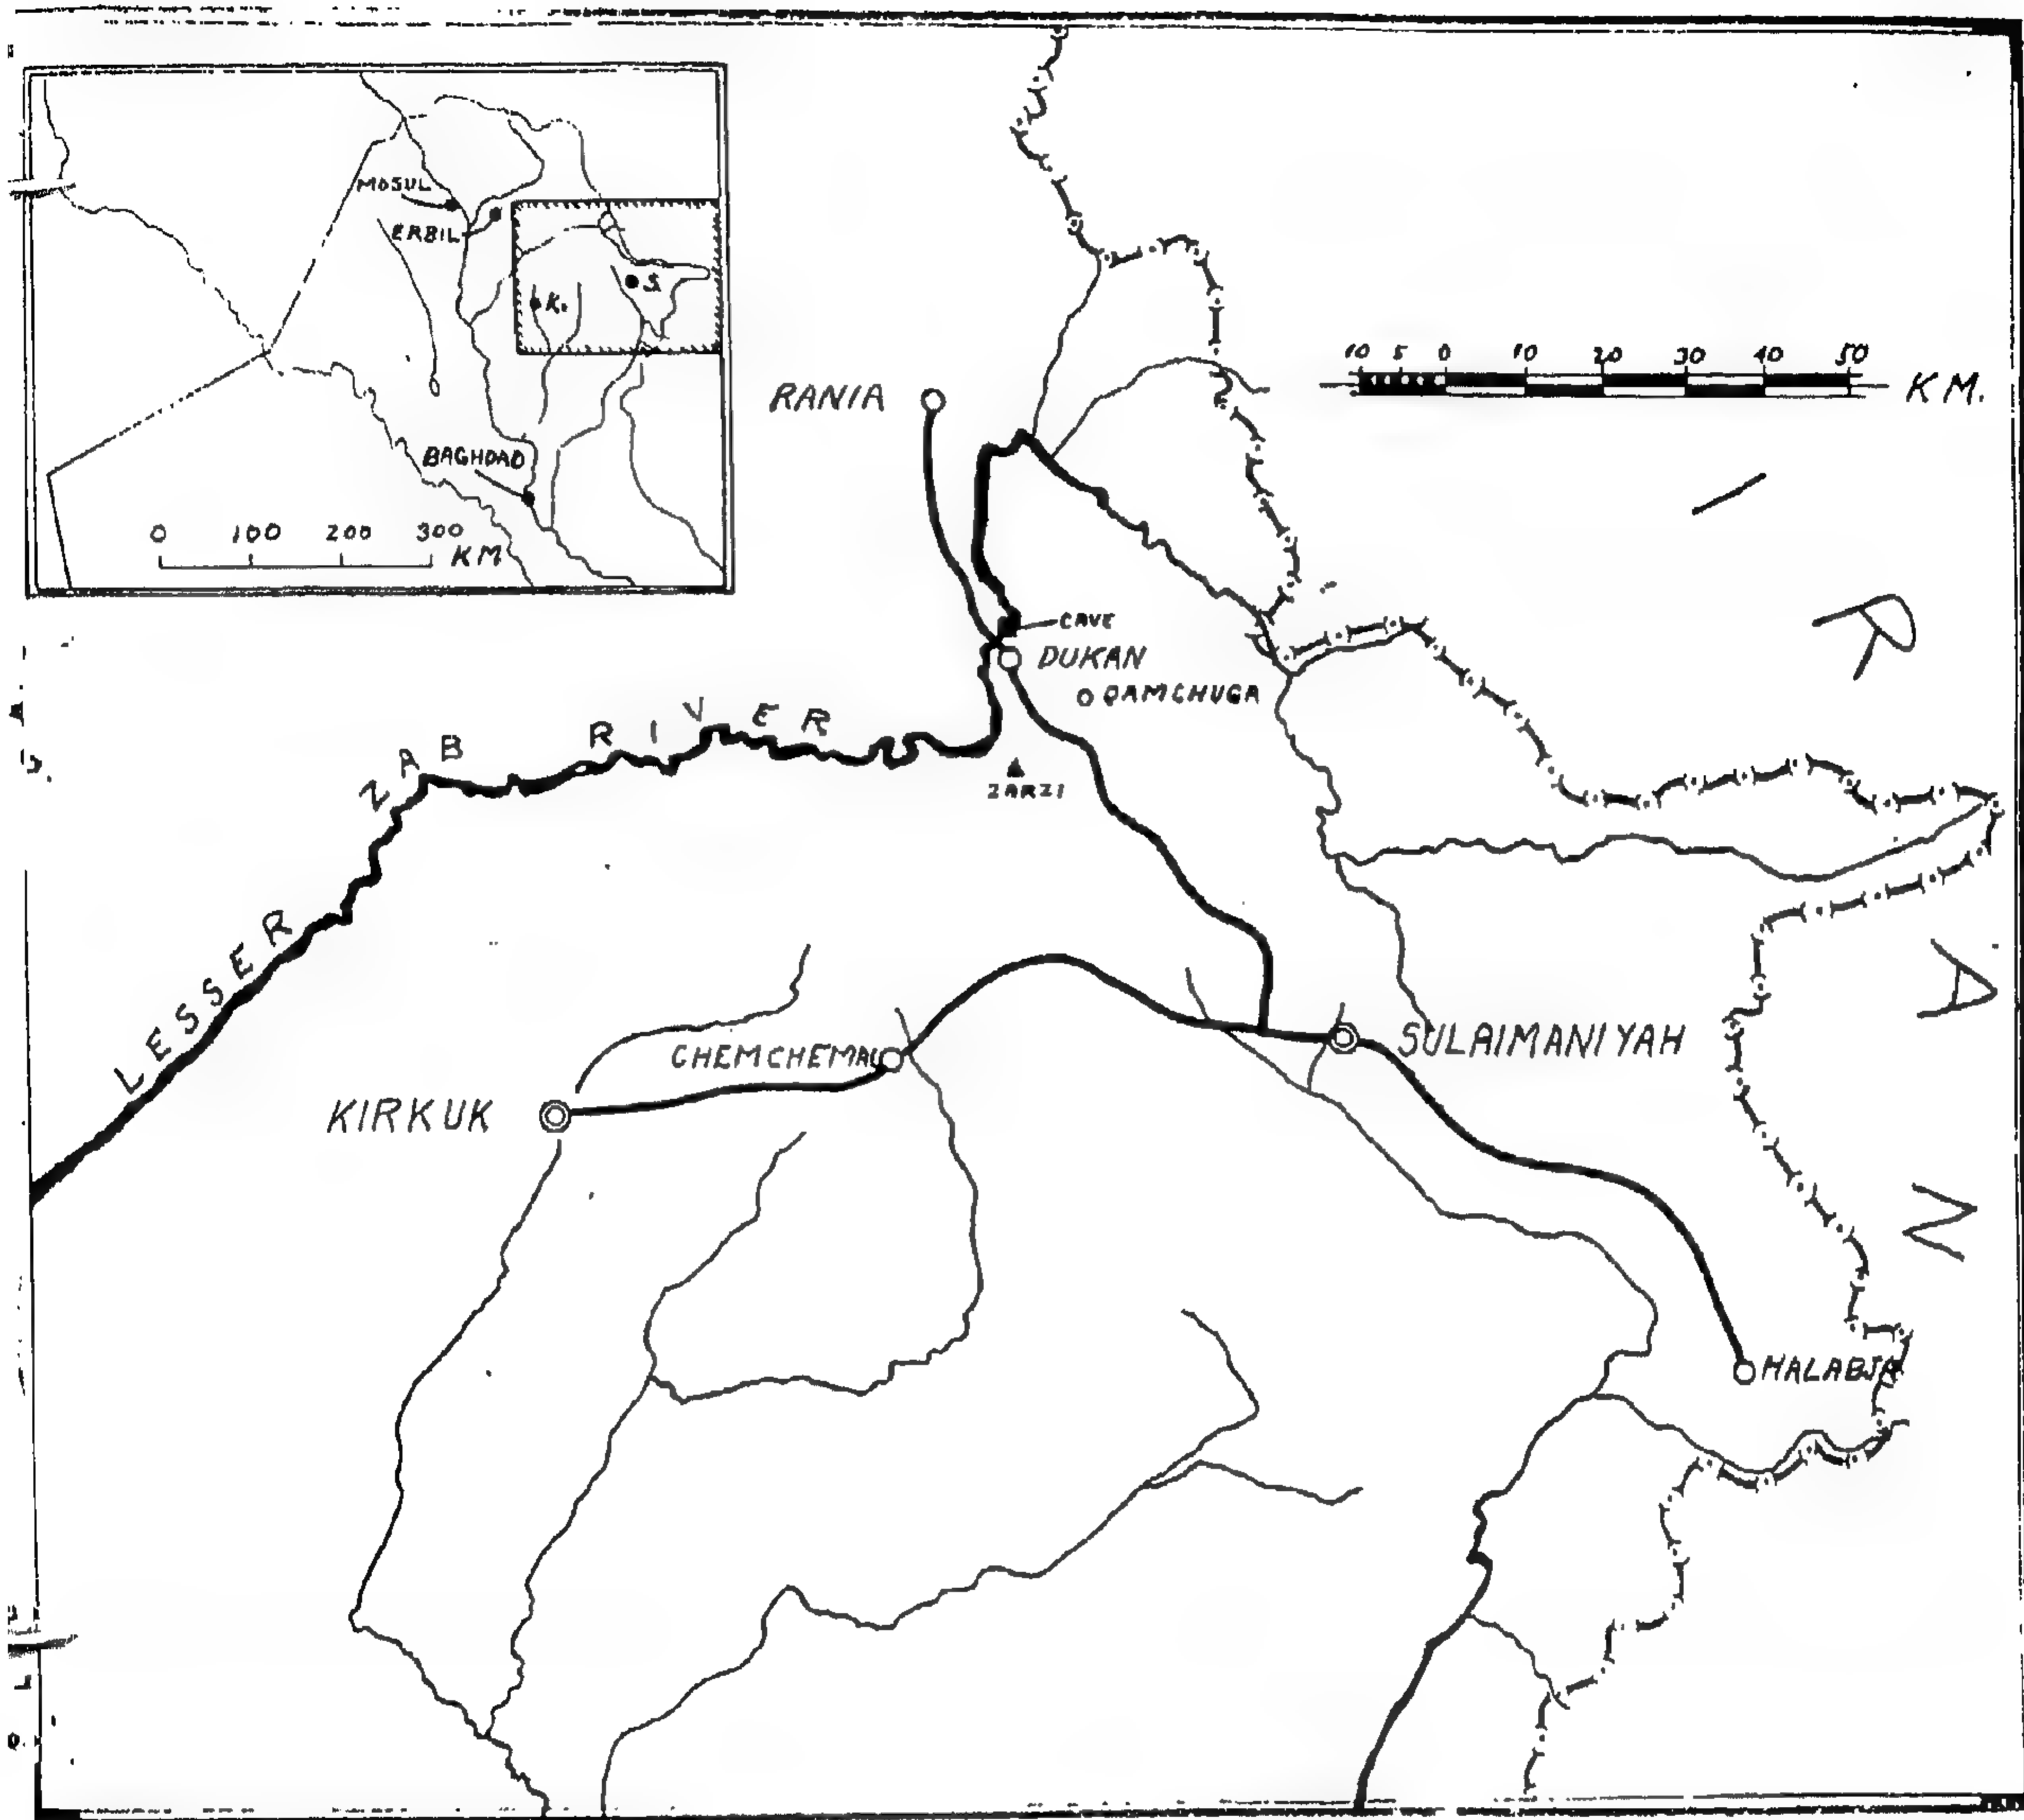 MOSUL
ERBIL
S.
K.
BAGHDAD
0 100 200 300
KM
10 5 0 10 20 30 40 50
KM.
RANIA
I R A N
CAVE
DUKAN
QAMCHUGA
LESSER ZAB RIVER
ZARZI
CHEMCHEMAL
SULAIMANIYAH
KIRKUK
HALABJA